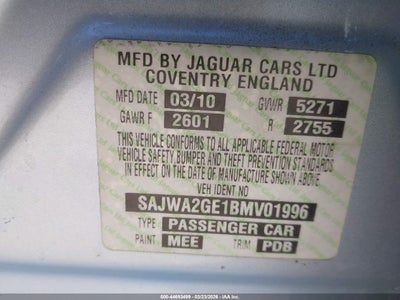 MFD BY JAGUAR CARS LTD
COVENTRY ENGLAND
MFD DATE 03/10 GVWR 5271
GAWR F 2601 R 2755
THIS VEHICLE CONFORMS TO ALL APPLICABLE FEDERAL MOTOR
VEHICLE SAFETY BUMPER AND THEFT PREVENTION STANDARDS
IN EFFECT ON THE DATE OF MANUFACTURE SHOWN ABOVE
VEH IDENT NO
SAJWA2GE1BMV01996
TYPE PASSENGER CAR
PAINT MEE TRIM PDB